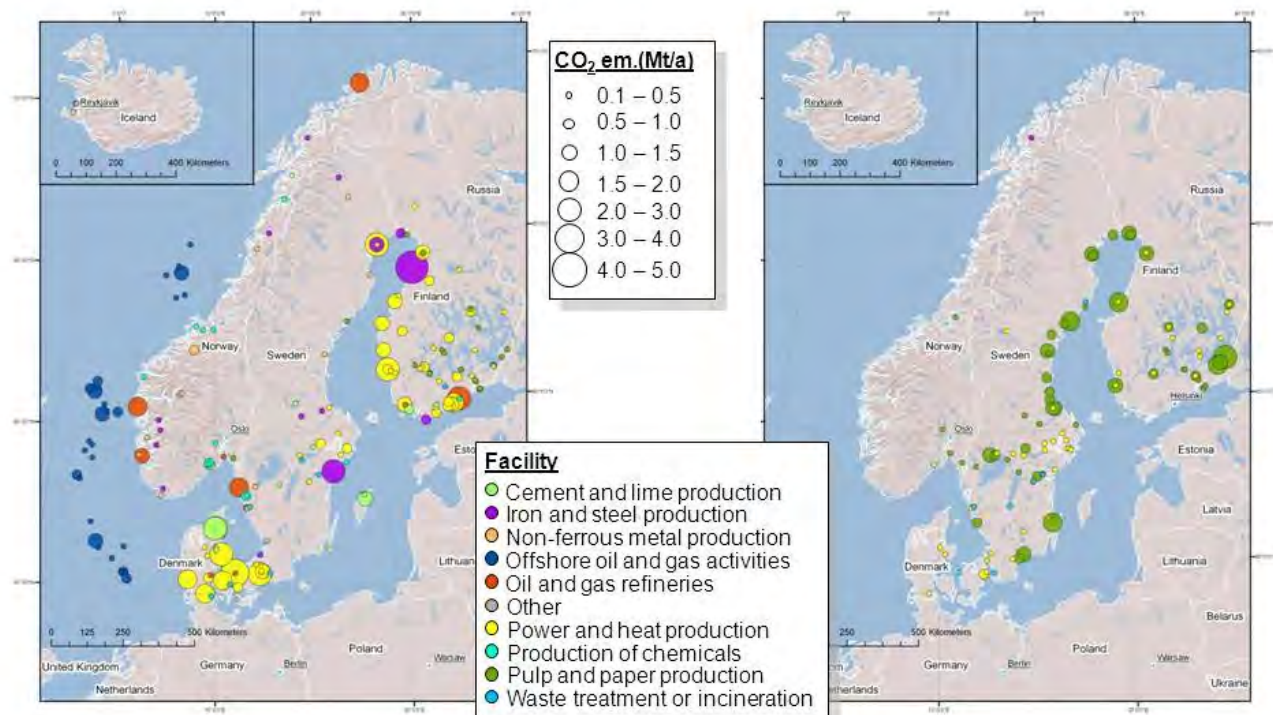 Reykjavik
Iceland
0 100 200 400 Kilometers
Russia
Finland
Norway
Sweden
Oslo
Denmark
Lithuania
0 125 250 500 Kilometers
United Kingdom
Germany
Berlin
Poland
Warsaw
Netherlands
CO2 em.(Mt/a)
0.1 – 0.5
0.5 – 1.0
1.0 – 1.5
1.5 – 2.0
2.0 – 3.0
3.0 – 4.0
4.0 – 5.0
Facility
Cement and lime production
Iron and steel production
Non-ferrous metal production
Offshore oil and gas activities
Oil and gas refineries
Other
Power and heat production
Production of chemicals
Pulp and paper production
Waste treatment or incineration
Reykjavik
Iceland
0 100 200 400 Kilometers
Russia
Finland
Norway
Sweden
Helsinki
Oslo
Estonia
Latvia
Denmark
Lithuania
Belarus
250 500 Kilometers
Germany
Berlin
Poland
Warsaw
Netherlands
Ukraine